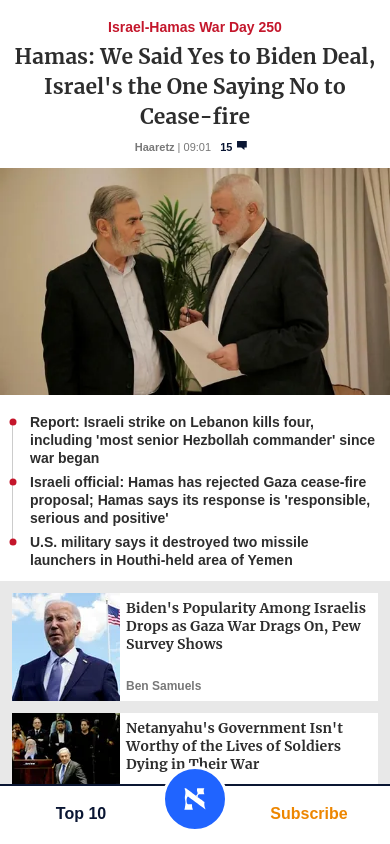 Israel-Hamas War Day 250
Hamas: We Said Yes to Biden Deal,
Israel's the One Saying No to
Cease-fire
Haaretz | 09:01 15
Report: Israeli strike on Lebanon kills four,
including 'most senior Hezbollah commander' since
war began
Israeli official: Hamas has rejected Gaza cease-fire
proposal; Hamas says its response is 'responsible,
serious and positive'
U.S. military says it destroyed two missile
launchers in Houthi-held area of Yemen
Biden's Popularity Among Israelis
Drops as Gaza War Drags On, Pew
Survey Shows
Ben Samuels
Netanyahu's Government Isn't
Worthy of the Lives of Soldiers
Dying in Their War
Top 10
א
Subscribe